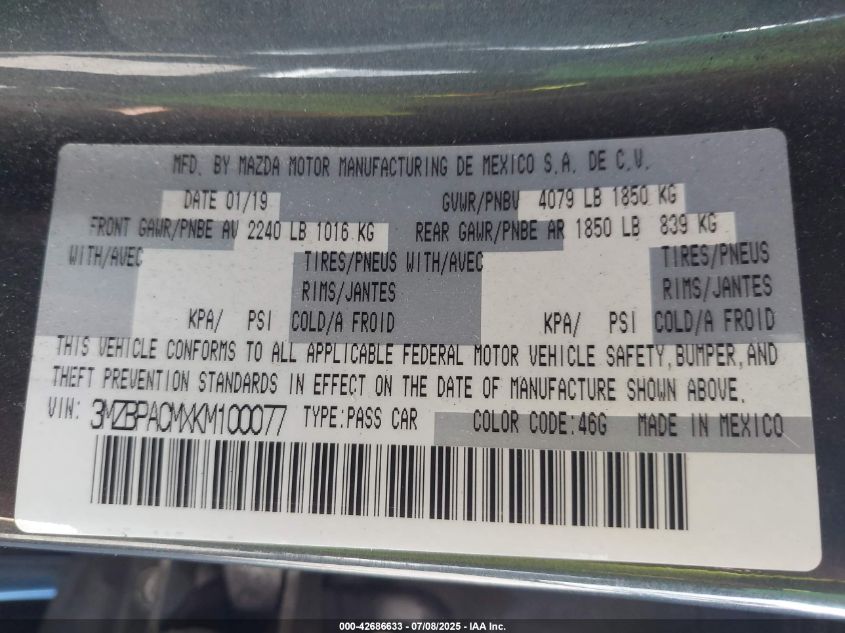 MFD. BY MAZDA MOTOR MANUFACTURING DE MEXICO S.A. DE C.V.
DATE 01/19 GVWR/PNBV 4079 LB 1850 KG
FRONT GAWR/PNBE AV 2240 LB 1016 KG REAR GAWR/PNBE AR 1850 LB 839 KG
WITH/AVEC TIRES/PNEUS WITH/AVEC TIRES/PNEUS
RIMS/JANTES RIMS/JANTES
KPA/ PSI COLD/A FROID KPA/ PSI COLD/A FROID
THIS VEHICLE CONFORMS TO ALL APPLICABLE FEDERAL MOTOR VEHICLE SAFETY, BUMPER, AND
THEFT PREVENTION STANDARDS IN EFFECT ON THE DATE OF MANUFACTURE SHOWN ABOVE.
VIN: 3MZBPACMXKM100077 TYPE:PASS CAR COLOR CODE:46G MADE IN MEXICO
000-42686633 / 07/08/2025 - IAA Inc.